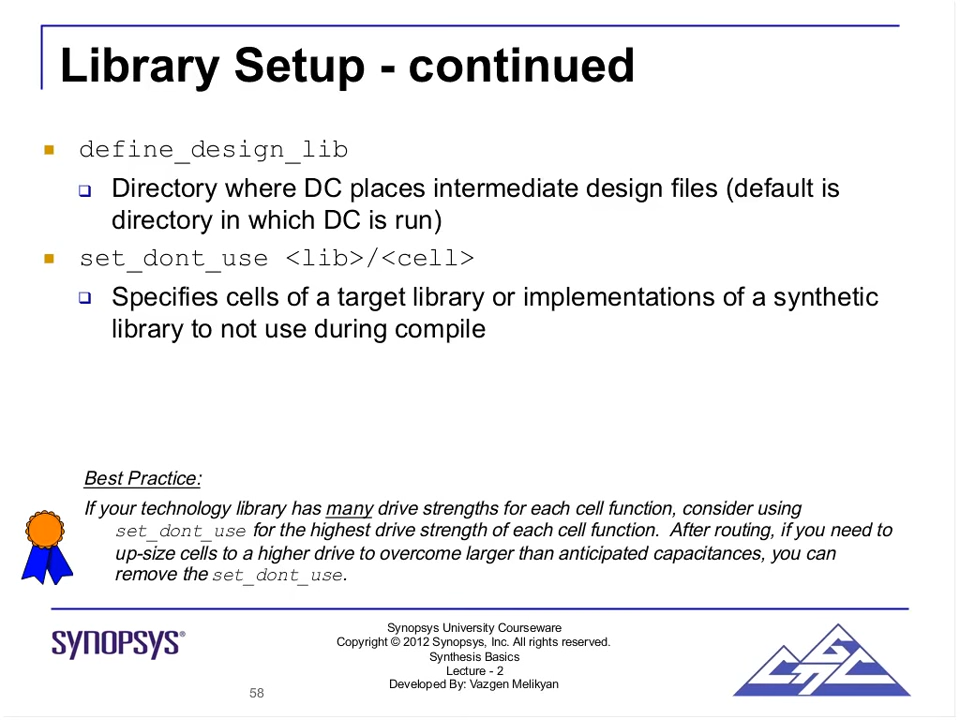 Library Setup - continued
define_design_lib
Directory where DC places intermediate design files (default is
directory in which DC is run)
set_dont_use <lib>/<cell>
Specifies cells of a target library or implementations of a synthetic
library to not use during compile
Best Practice:
If your technology library has many drive strengths for each cell function, consider using
set_dont_use for the highest drive strength of each cell function. After routing, if you need to
up-size cells to a higher drive to overcome larger than anticipated capacitances, you can
remove the set_dont_use.
SYNOPSYS®
Synopsys University Courseware
Copyright © 2012 Synopsys, Inc. All rights reserved.
Synthesis Basics
Lecture - 2
Developed By: Vazgen Melikyan
58